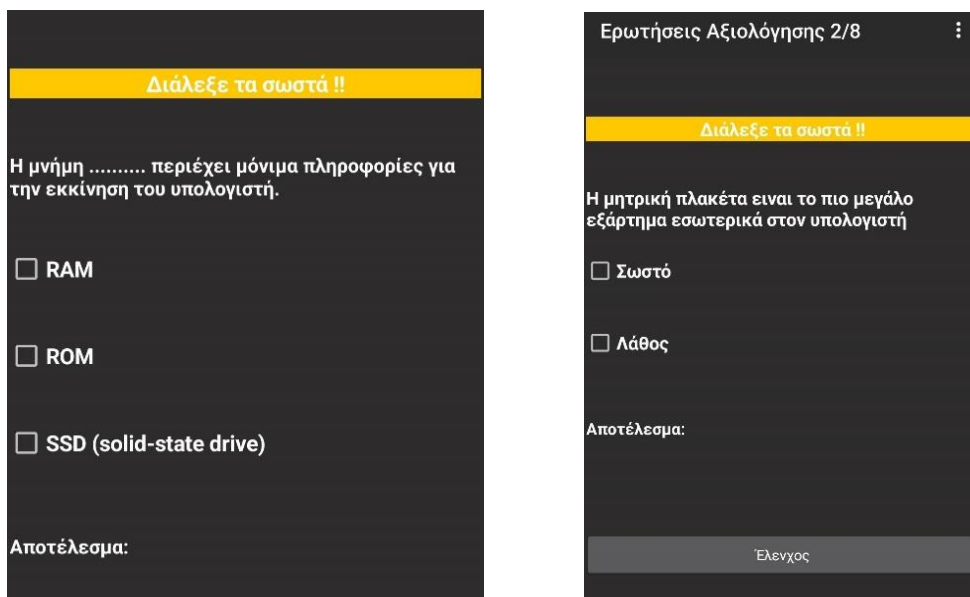 Διάλεξε τα σωστά !!
Η μνήμη .......... περιέχει μόνιμα πληροφορίες για
την εκκίνηση του υπολογιστή.
RAM
ROM
SSD (solid-state drive)
Αποτέλεσμα:
Ερωτήσεις Αξιολόγησης 2/8
Διάλεξε τα σωστά !!
Η μητρική πλακέτα ειναι το πιο μεγάλο
εξάρτημα εσωτερικά στον υπολογιστή
Σωστό
Λάθος
Αποτέλεσμα:
Έλενχος